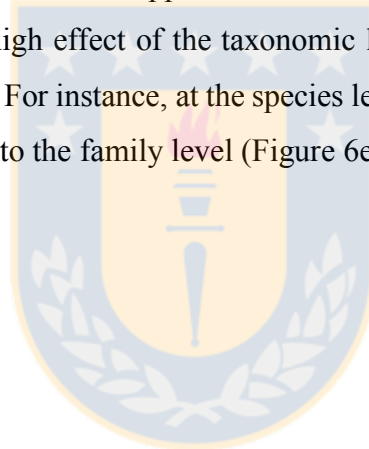 igh effect of the taxonomic
For instance, at the species le
to the family level (Figure 6e